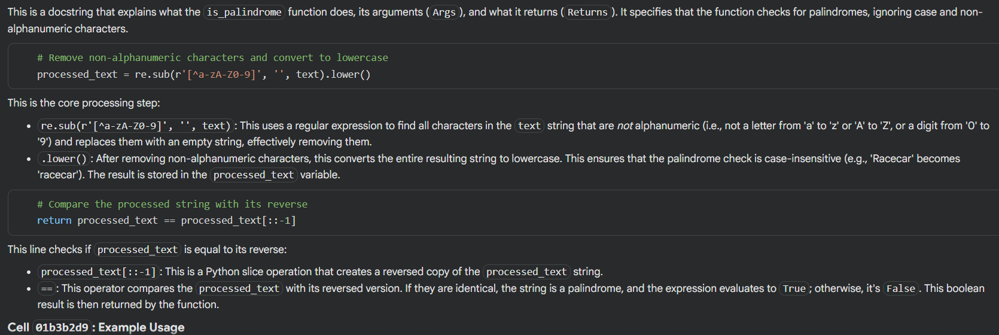 This is a docstring that explains what the is_palindrome function does, its arguments (Args), and what it returns (Returns). It specifies that the function checks for palindromes, ignoring case and non-
alphanumeric characters.
# Remove non-alphanumeric characters and convert to lowercase
processed_text = re.sub(r'[^a-zA-Z0-9]', '', text).lower()
This is the core processing step:
• re.sub(r'[^a-zA-Z0-9]', '', text): This uses a regular expression to find all characters in the text string that are not alphanumeric (i.e., not a letter from 'a' to 'z' or 'A' to 'Z', or a digit from '0' to
'9') and replaces them with an empty string, effectively removing them.
• .lower(): After removing non-alphanumeric characters, this converts the entire resulting string to lowercase. This ensures that the palindrome check is case-insensitive (e.g., 'Racecar' becomes
'racecar'). The result is stored in the processed_text variable.
# Compare the processed string with its reverse
return processed_text == processed_text[::-1]
This line checks if processed_text is equal to its reverse:
• processed_text[::-1]: This is a Python slice operation that creates a reversed copy of the processed_text string.
• ==: This operator compares the processed_text with its reversed version. If they are identical, the string is a palindrome, and the expression evaluates to True; otherwise, it's False. This boolean
result is then returned by the function.
Cell 01b3b2d9: Example Usage